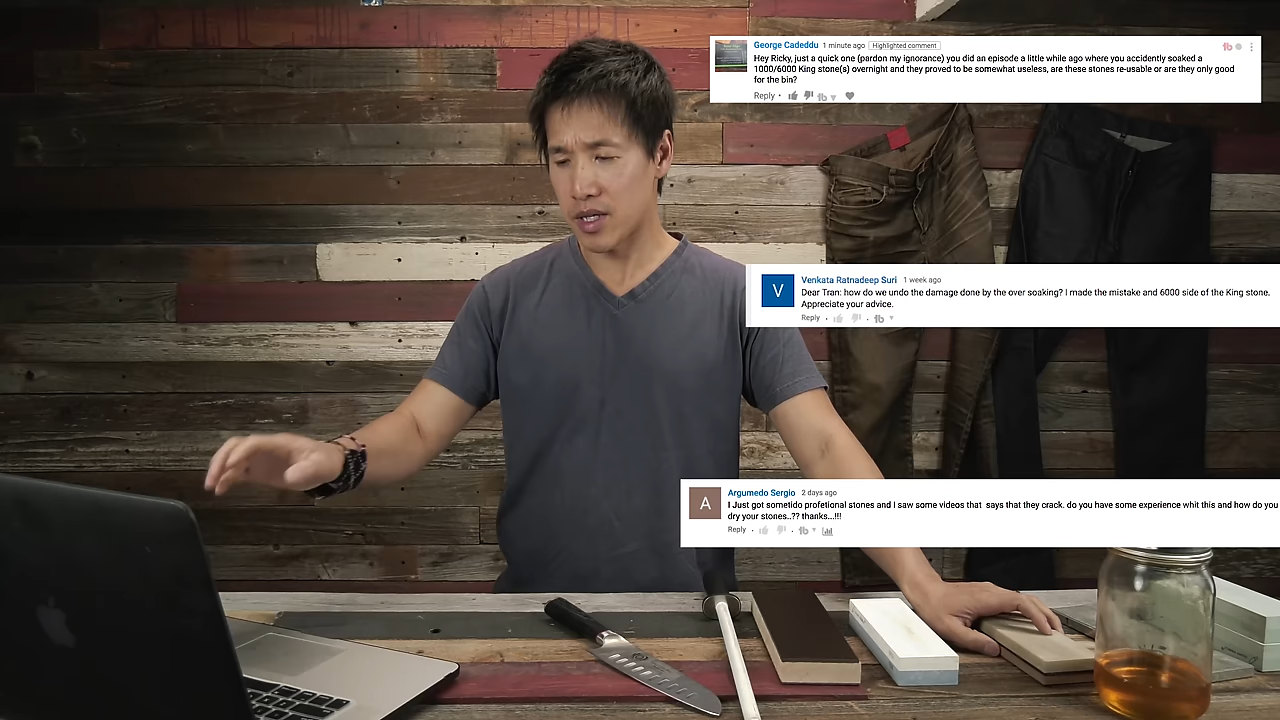 George Cadeddu 1 minute ago Highlighted comment
Hey Ricky, just a quick one (pardon my ignorance) you did an episode a little while ago where you accidently soaked a
1000/6000 King stone(s) overnight and they proved to be somewhat useless, are these stones re-usable or are they only good
for the bin?
Reply
Venkata Ratnadeep Suri 1 week ago
V
Dear Tran: how do we undo the damage done by the over soaking? I made the mistake and 6000 side of the King stone.
Appreciate your advice.
Reply
Argumedo Sergio 2 days ago
A
I Just got sometido profetional stones and I saw some videos that says that they crack. do you have some experience whit this and how do you
dry your stones..?? thanks...!!!
Reply